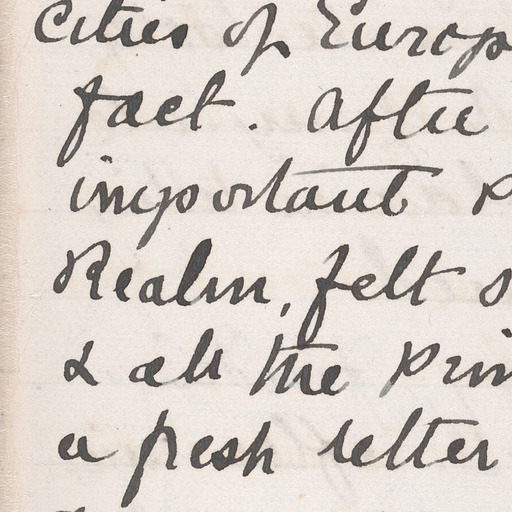 Cities of Europ
fact. After
important P
Realm, felt s
& all the Prin
a fresh letter